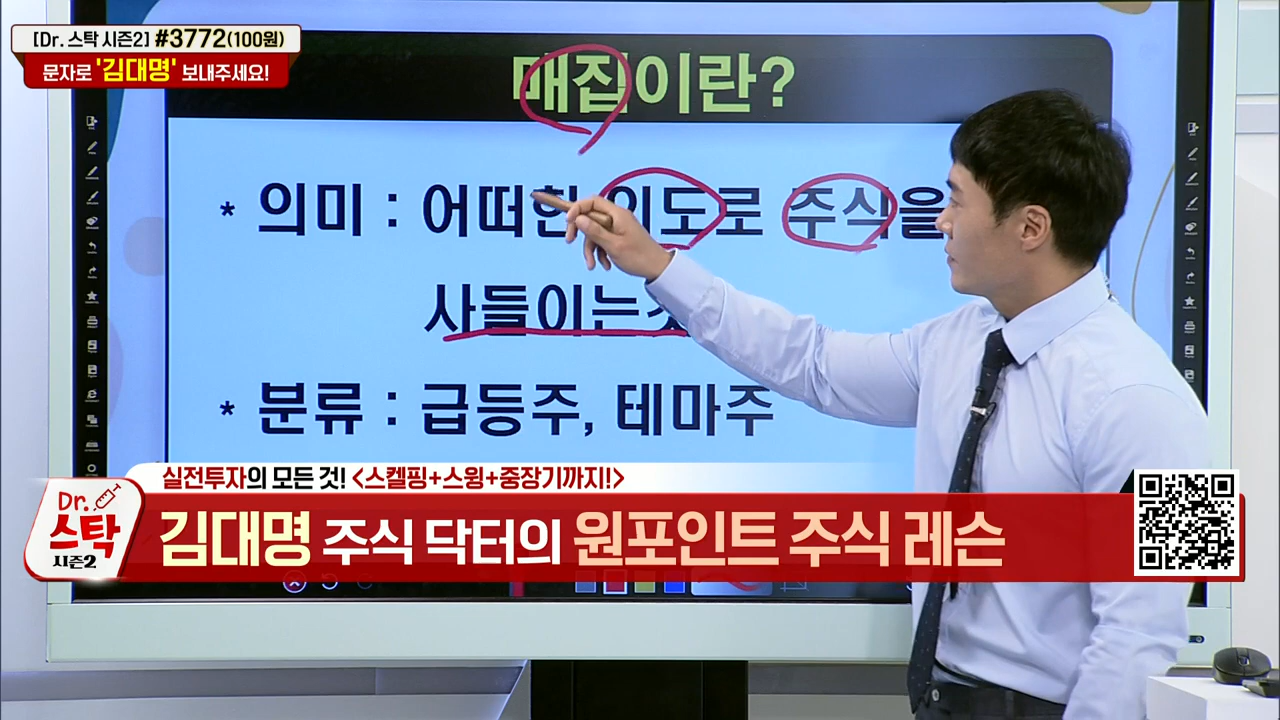 [Dr. 스탁 시즌2] #3772(100원)
문자로 '김대명' 보내주세요!
매집이란?
* 의미 : 어떠한 의도로 주식을
사들이는것
* 분류 : 급등주, 테마주
실전투자의 모든 것! <스켈핑+스윙+중장기까지!>
Dr.
스탁
시즌2
김대명 주식 닥터의 원포인트 주식 레슨